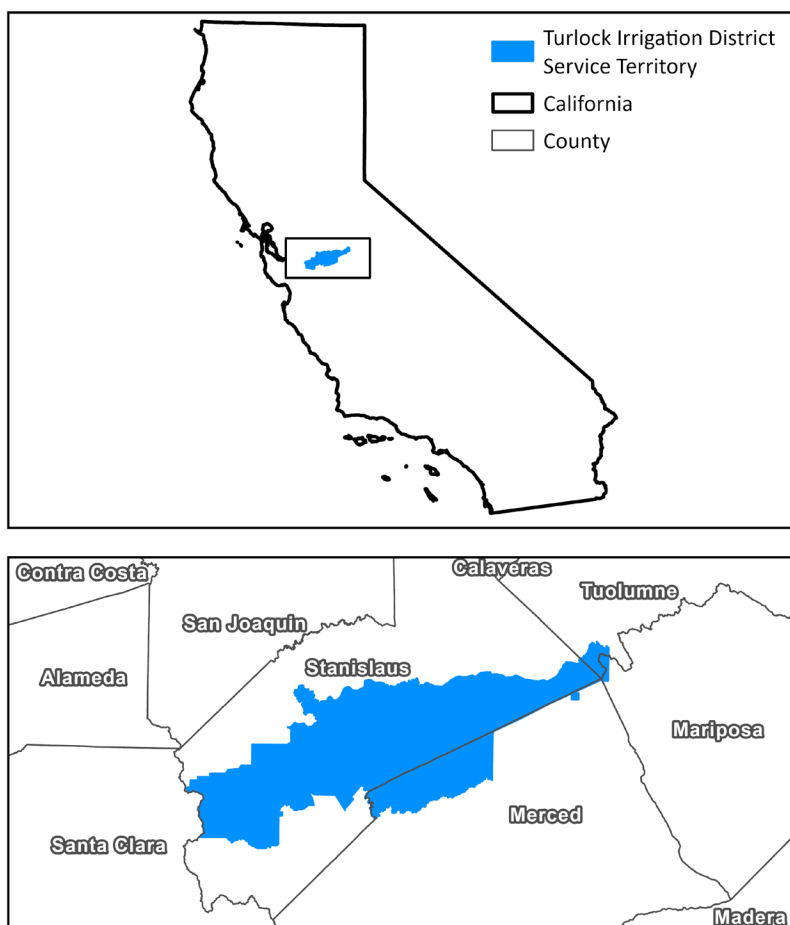 Turlock Irrigation District
Service Territory
California
County
Contra Costa
Calaveras
Tuolumne
San Joaquin
Stanislaus
Alameda
Mariposa
Merced
Santa Clara
Madera